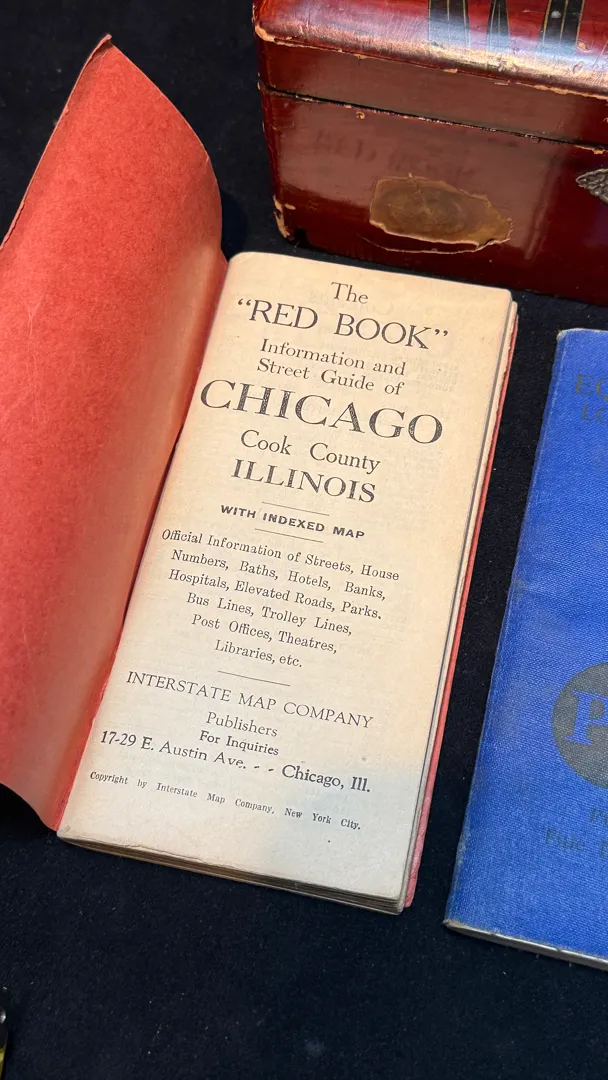 The
“RED BOOK”
Information and
Street Guide of
CHICAGO
Cook County
ILLINOIS
WITH INDEXED MAP
Official Information of Streets, House
Numbers, Baths, Hotels, Banks,
Hospitals, Elevated Roads, Parks.
Bus Lines, Trolley Lines,
Post Offices, Theatres,
Libraries, etc.
INTERSTATE MAP COMPANY
Publishers
For Inquiries
17-29 E. Austin Ave. - - Chicago, Ill.
Copyright by Interstate Map Company, New York City.
P